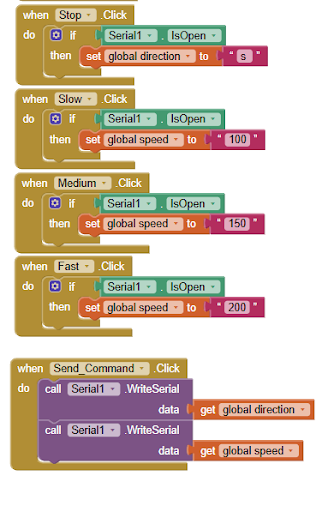 when Stop .Click
do if Serial1 . IsOpen
then set global direction to " s "
when Slow .Click
do if Serial1 . IsOpen
then set global speed to " 100 "
when Medium .Click
do if Serial1 . IsOpen
then set global speed to " 150 "
when Fast .Click
do if Serial1 . IsOpen
then set global speed to " 200 "
when Send_Command .Click
do call Serial1 .WriteSerial
data get global direction
call Serial1 .WriteSerial
data get global speed